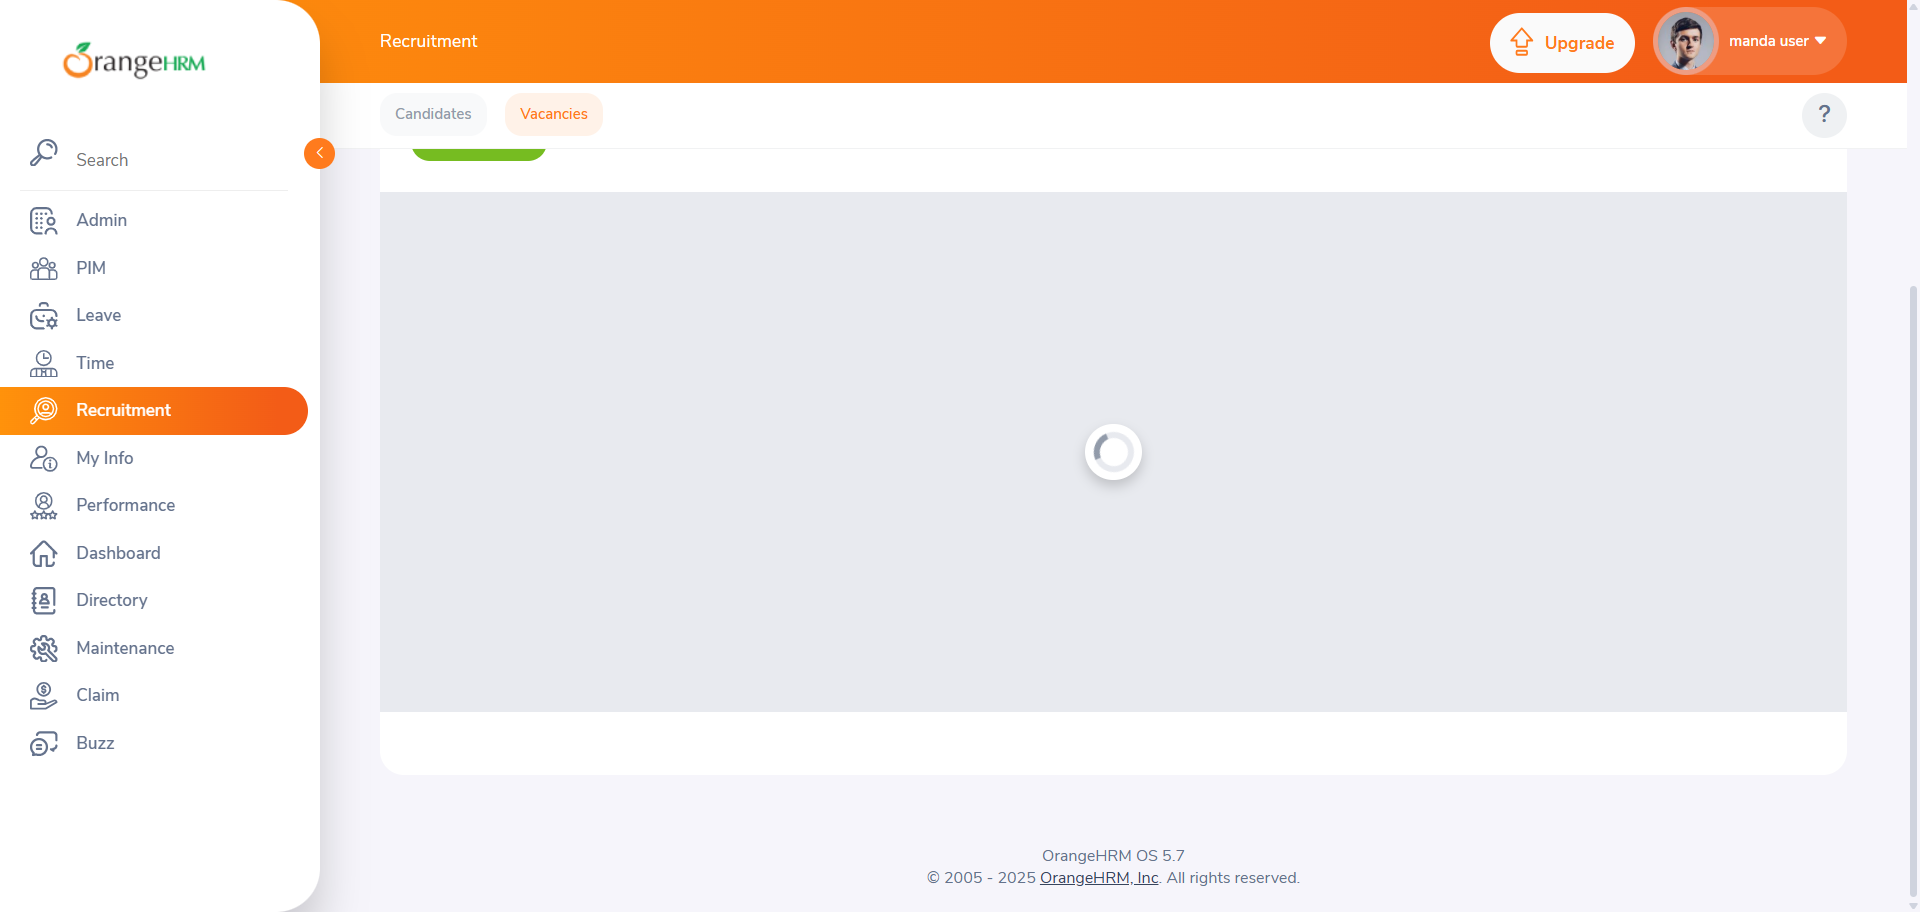 OrangeHRM
Search
Admin
PIM
Leave
Time
Recruitment
My Info
Performance
Dashboard
Directory
Maintenance
Claim
Buzz
Recruitment
Upgrade
manda user
Candidates
Vacancies
?
OrangeHRM OS 5.7
© 2005 - 2025 OrangeHRM, Inc. All rights reserved.